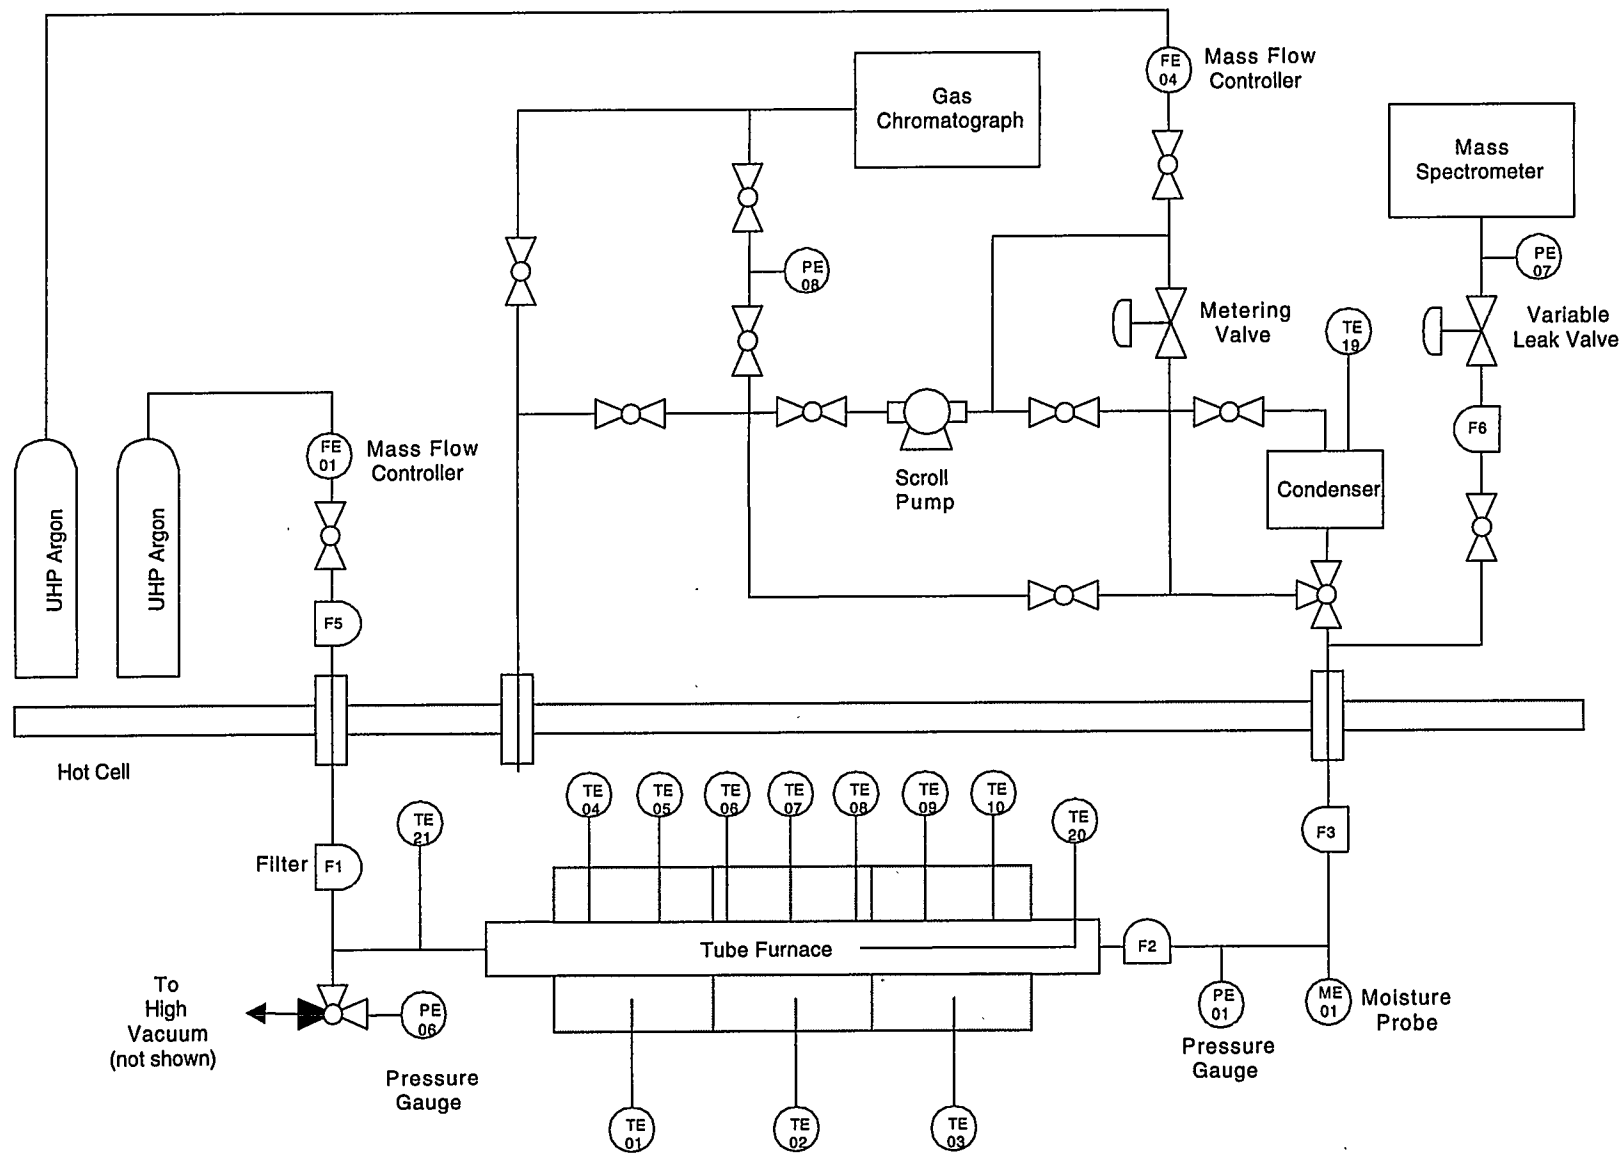 FE
04
Mass Flow
Controller
Gas
Chromatograph
Mass
Spectrometer
PE
07
PE
08
Metering
Valve
TE
19
Variable
Leak Valve
FE
01
Mass Flow
Controller
F6
Scroll
Pump
Condenser
UHP Argon
UHP Argon
F5
Hot Cell
TE
04
TE
05
TE
06
TE
07
TE
08
TE
09
TE
10
TE
20
TE
21
F3
Filter
F1
Tube Furnace
F2
To
High
Vacuum
(not shown)
PE
06
PE
01
ME
01
Moisture
Probe
Pressure
Gauge
Pressure
Gauge
TE
01
TE
02
TE
03